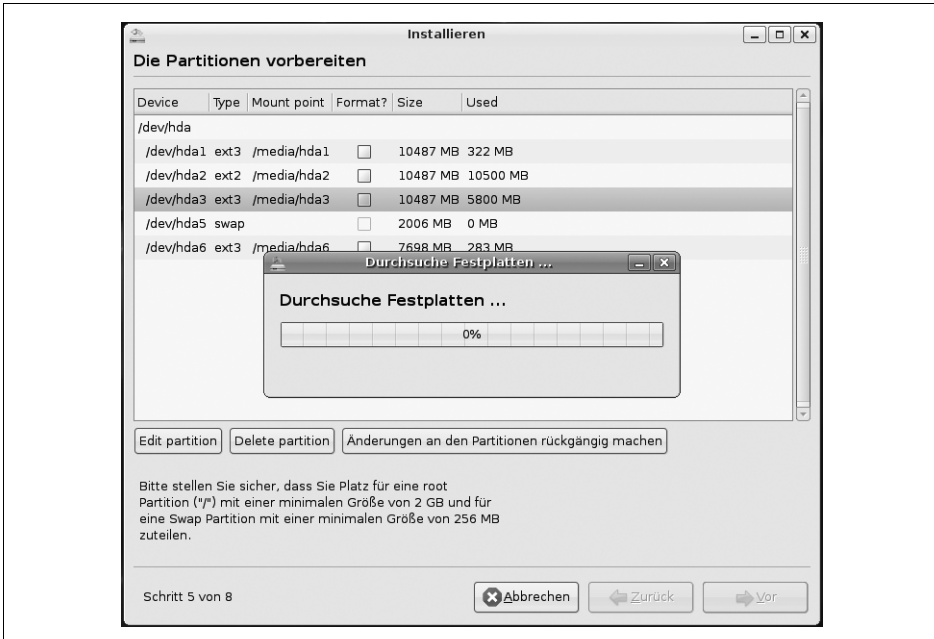 Installieren
Die Partitionen vorbereiten
Device Type Mount point Format? Size Used
/dev/hda
/dev/hda1 ext3 /media/hda1 10487 MB 322 MB
/dev/hda2 ext2 /media/hda2 10487 MB 10500 MB
/dev/hda3 ext3 /media/hda3 10487 MB 5800 MB
/dev/hda5 swap 2006 MB 0 MB
/dev/hda6 ext3 /media/hda6 7698 MB 283 MB
Durchsuche Festplatten ...
Durchsuche Festplatten ...
0%
Edit partition Delete partition Änderungen an den Partitionen rückgängig machen
Bitte stellen Sie sicher, dass Sie Platz für eine root
Partition ("/") mit einer minimalen Größe von 2 GB und für
eine Swap Partition mit einer minimalen Größe von 256 MB
zuteilen.
Schritt 5 von 8 Abbrechen Zurück Vor